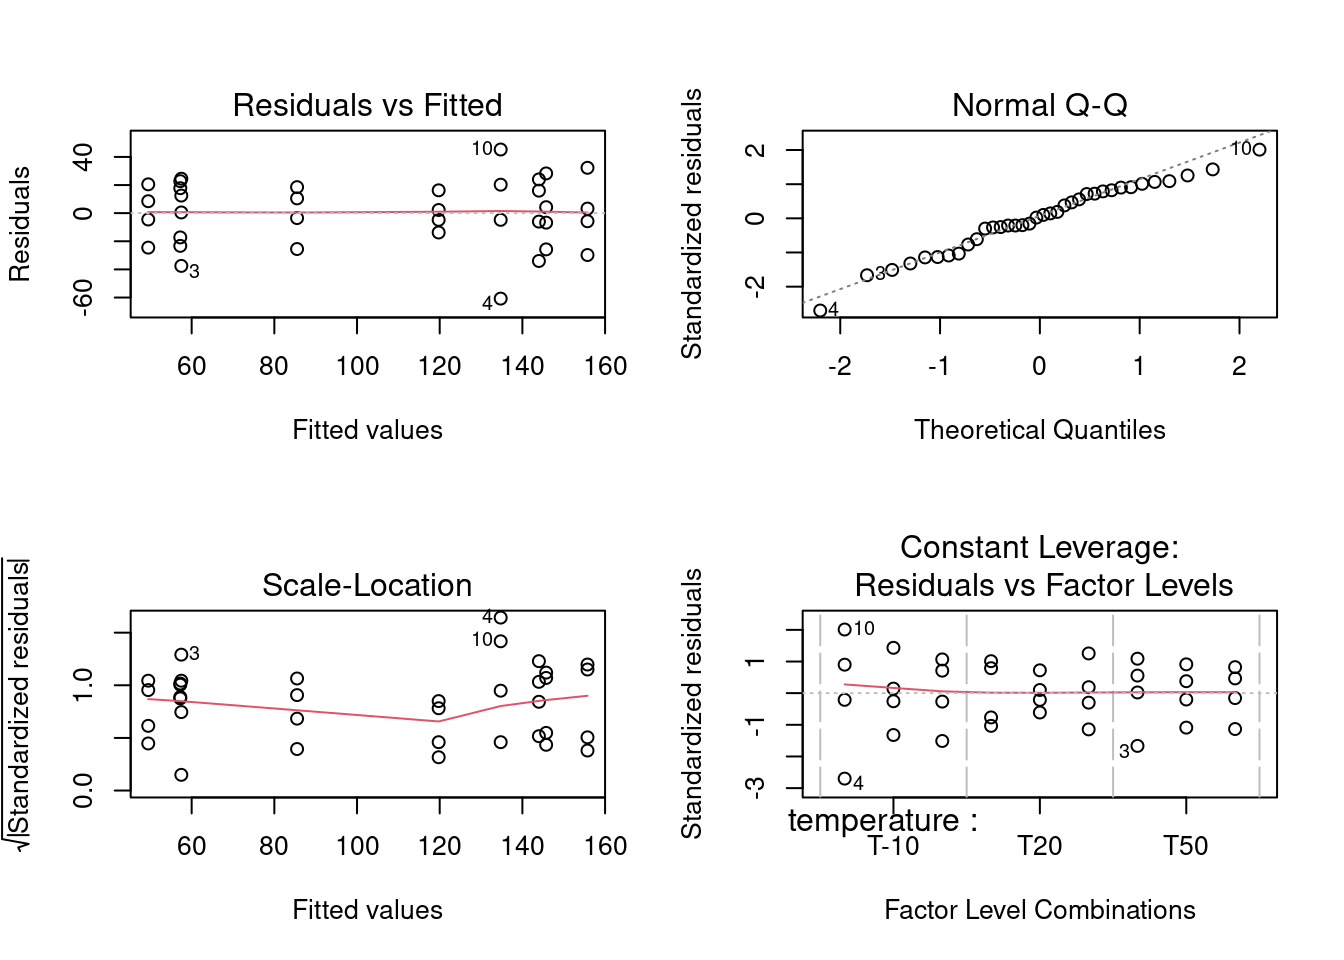 Residuals vs Fitted
Residuals
40
0
-60
10
3
4
60 80 100 120 140 160
Fitted values
Normal Q-Q
Standardized residuals
2
0
-2
10
3
4
-2 -1 0 1 2
Theoretical Quantiles
Scale-Location
√|Standardized residuals|
1.0
0.0
4
10
3
60 80 100 120 140 160
Fitted values
Constant Leverage:
Residuals vs Factor Levels
Standardized residuals
1
-1
-3
10
3
4
temperature :
T-10 T20 T50
Factor Level Combinations